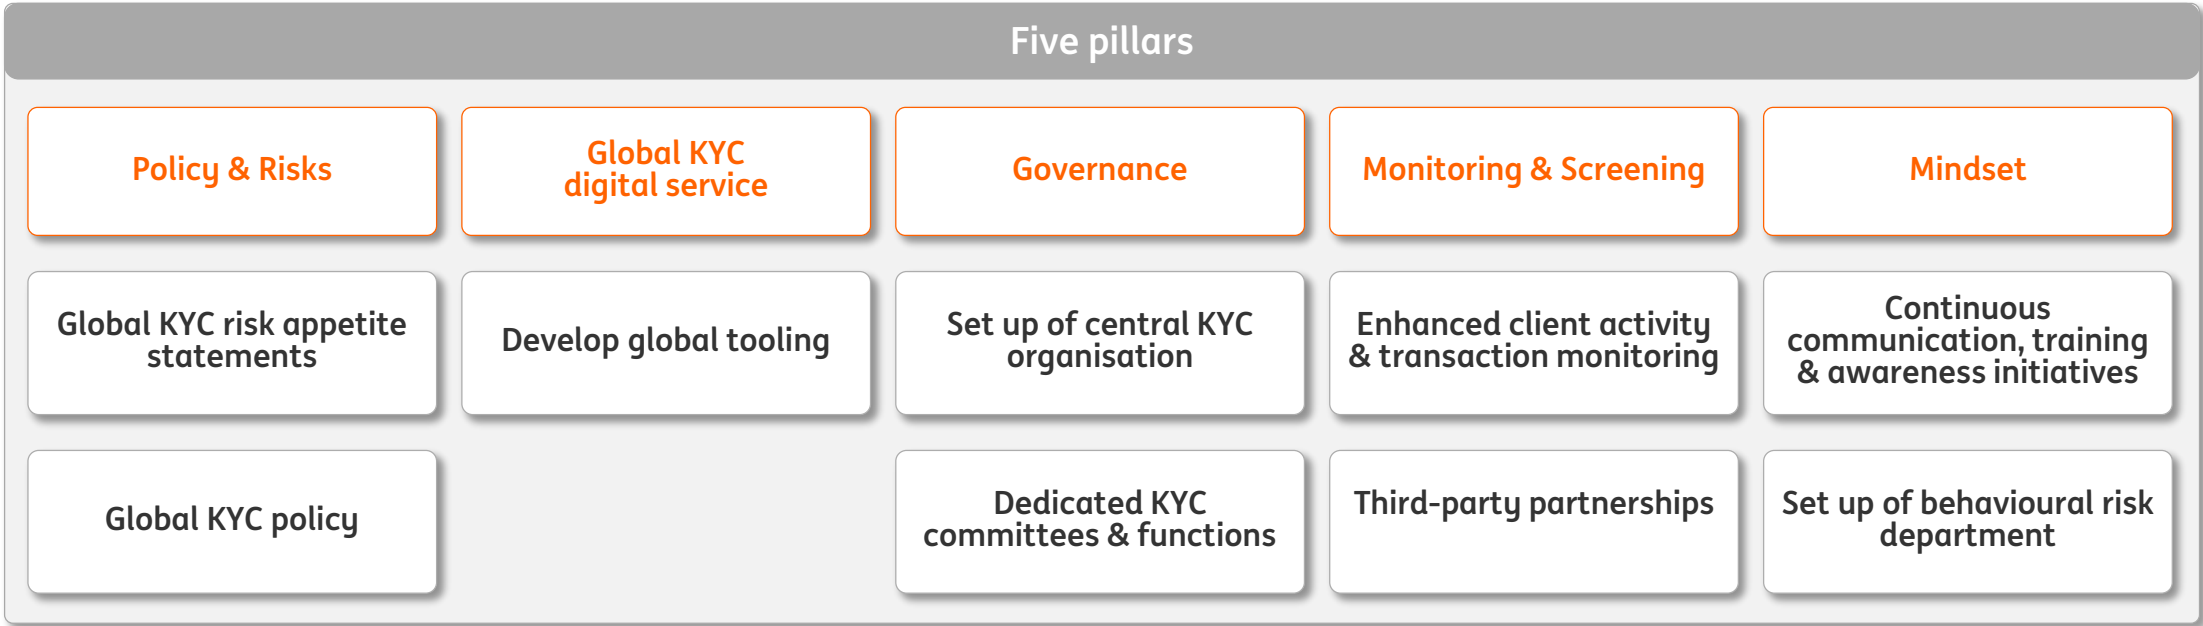 Five pillars
Policy & Risks
Global KYC
digital service
Governance
Monitoring & Screening
Mindset
Global KYC risk appetite
statements
Develop global tooling
Set up of central KYC
organisation
Enhanced client activity
& transaction monitoring
Continuous
communication, training
& awareness initiatives
Global KYC policy
Dedicated KYC
committees & functions
Third-party partnerships
Set up of behavioural risk
department